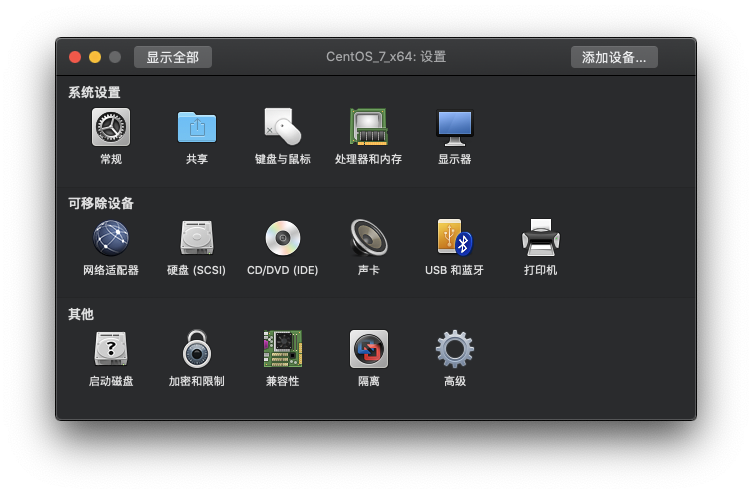 显示全部
CentOS_7_x64: 设置
添加设备...
系统设置
常规
共享
键盘与鼠标
处理器和内存
显示器
可移除设备
网络适配器
硬盘 (SCSI)
CD/DVD (IDE)
声卡
USB 和蓝牙
打印机
其他
启动磁盘
加密和限制
兼容性
隔离
高级